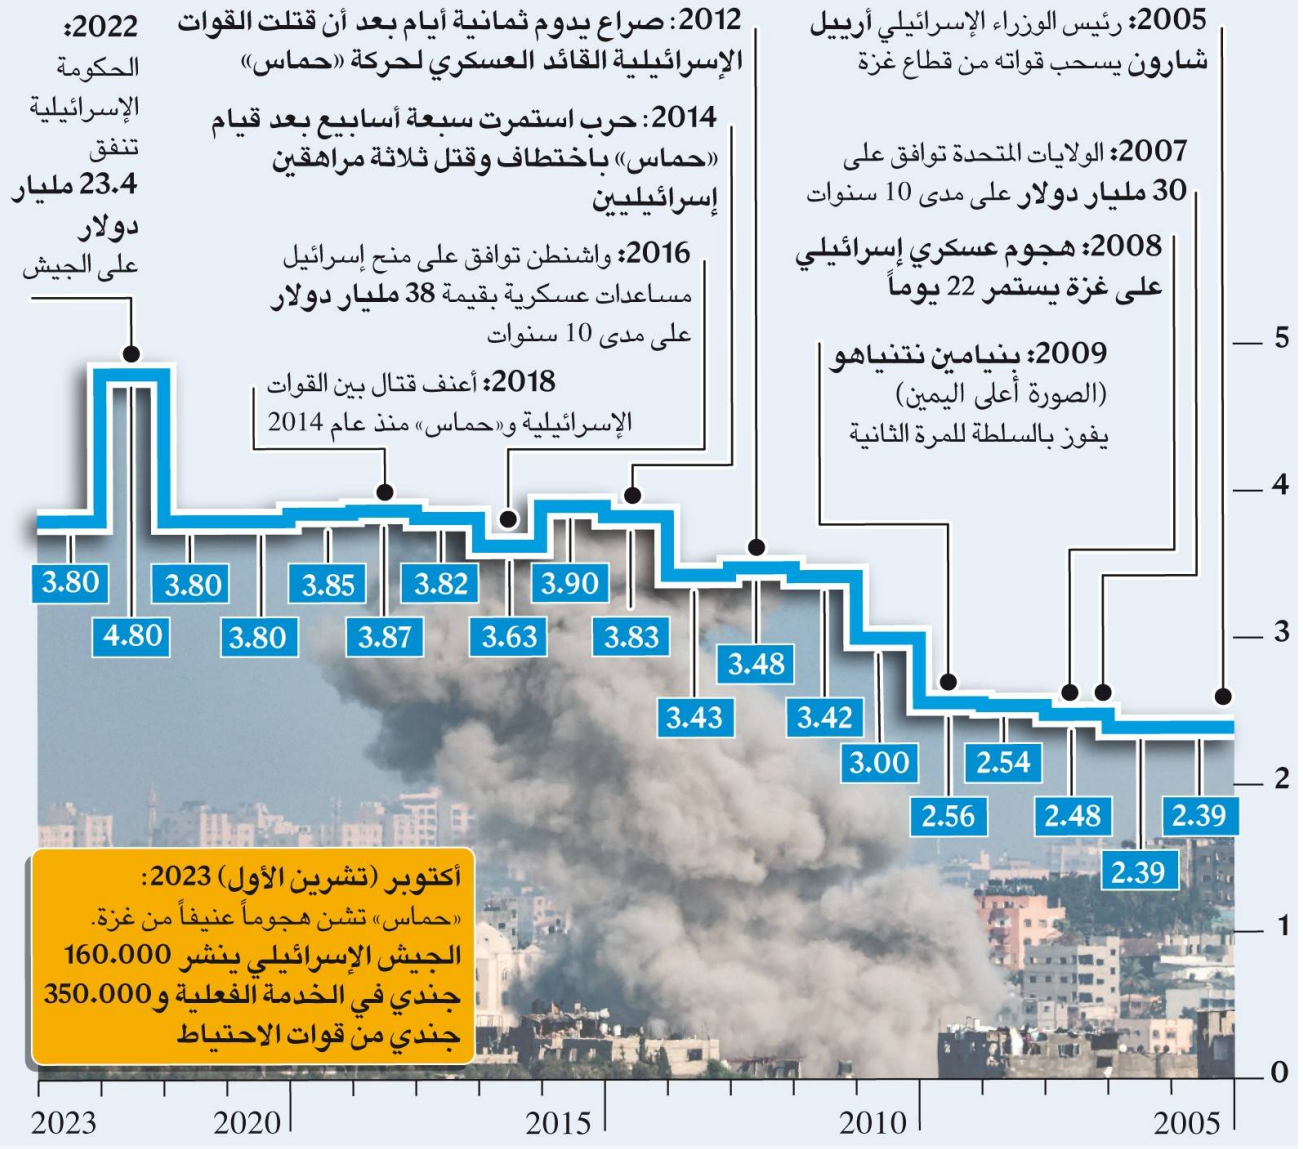 2005: رئيس الوزراء الإسرائيلي أرييل
شارون يسحب قواته من قطاع غزة
2007: الولايات المتحدة توافق على
30 مليار دولار على مدى 10 سنوات
2008: هجوم عسكري إسرائيلي
على غزة يستمر 22 يوماً
2009: بنيامين نتنياهو
(الصورة أعلى اليمين)
يفوز بالسلطة للمرة الثانية
2012: صراع يدوم ثمانية أيام بعد أن قتلت القوات
الإسرائيلية القائد العسكري لحركة «حماس»
2014: حرب استمرت سبعة أسابيع بعد قيام
«حماس» باختطاف وقتل ثلاثة مراهقين
إسرائيليين
2016: واشنطن توافق على منح إسرائيل
مساعدات عسكرية بقيمة 38 مليار دولار
على مدى 10 سنوات
2018: أعنف قتال بين القوات
الإسرائيلية و«حماس» منذ عام 2014
2022:
الحكومة
الإسرائيلية
تنفق
23.4 مليار
دولار
على الجيش
5
4
3
2
1
0
2.39
2.39
2.48
2.54
2.56
3.00
3.42
3.48
3.43
3.83
3.90
3.63
3.82
3.87
3.85
3.80
3.80
4.80
3.80
أكتوبر (تشرين الأول) 2023:
«حماس» تشن هجوماً عنيفاً من غزة.
الجيش الإسرائيلي ينشر 160.000
جندي في الخدمة الفعلية و350.000
جندي من قوات الاحتياط
2005
2010
2015
2020
2023